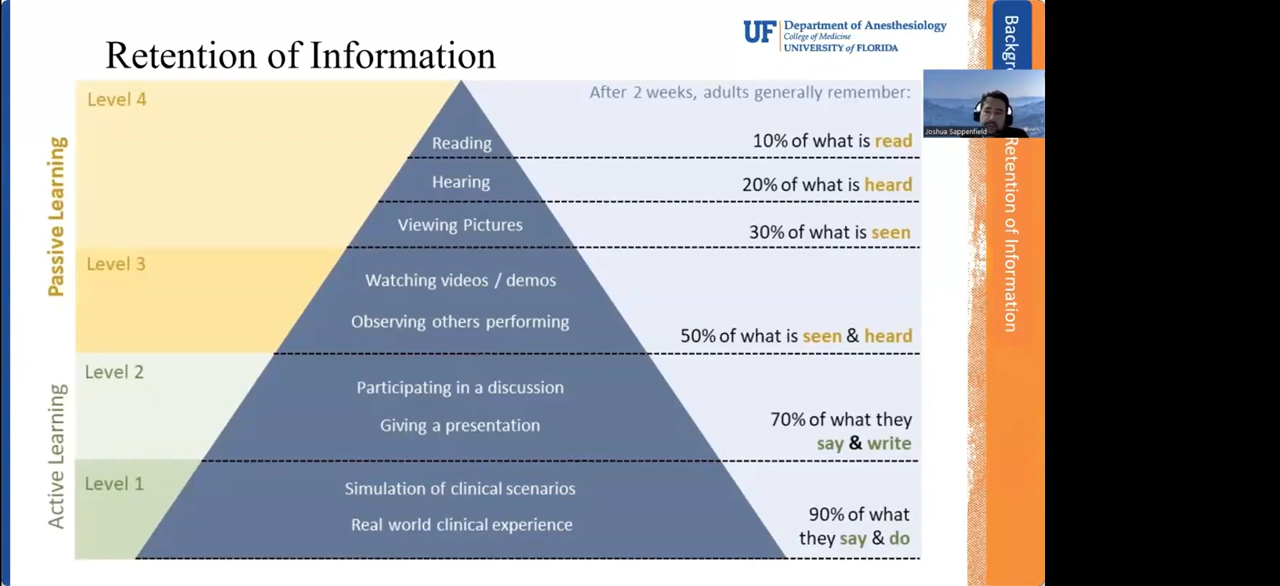 Retention of Information
UF Department of Anesthesiology
College of Medicine
UNIVERSITY of FLORIDA
Passive Learning
Active Learning
Level 4
After 2 weeks, adults generally remember:
Reading
10% of what is read
Hearing
20% of what is heard
Viewing Pictures
30% of what is seen
Level 3
Watching videos / demos
Observing others performing
50% of what is seen & heard
Level 2
Participating in a discussion
Giving a presentation
70% of what they
say & write
Level 1
Simulation of clinical scenarios
Real world clinical experience
90% of what
they say & do
Joshua Sappenfield
Retention of Information